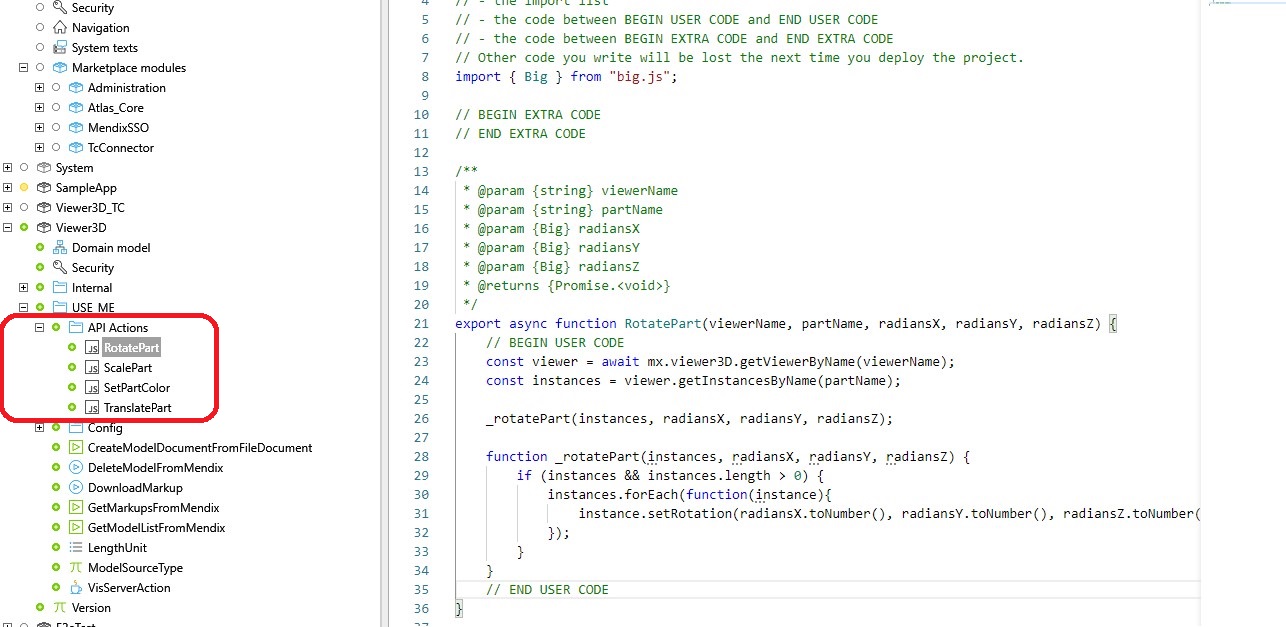 Security
Navigation
System texts
Marketplace modules
Administration
Atlas_Core
MendixSSO
TcConnector
System
SampleApp
Viewer3D_TC
Viewer3D
Domain model
Security
Internal
USE_ME
API Actions
JS RotatePart
JS ScalePart
JS SetPartColor
JS TranslatePart
Config
CreateModelDocumentFromFileDocument
DeleteModelFromMendix
DownloadMarkup
GetMarkupsFromMendix
GetModelListFromMendix
LengthUnit
π ModelSourceType
VisServerAction
π Version
4 // - the import list
5 // - the code between BEGIN USER CODE and END USER CODE
6 // - the code between BEGIN EXTRA CODE and END EXTRA CODE
7 // Other code you write will be lost the next time you deploy the project.
8 import { Big } from "big.js";
9
10 // BEGIN EXTRA CODE
11 // END EXTRA CODE
12
13 /**
14 * @param {string} viewerName
15 * @param {string} partName
16 * @param {Big} radiansX
17 * @param {Big} radiansY
18 * @param {Big} radiansZ
19 * @returns {Promise.<void>}
20 */
21 export async function RotatePart(viewerName, partName, radiansX, radiansY, radiansZ) {
22 // BEGIN USER CODE
23 const viewer = await mx.viewer3D.getViewerByName(viewerName);
24 const instances = viewer.getInstancesByName(partName);
25
26 _rotatePart(instances, radiansX, radiansY, radiansZ);
27
28 function _rotatePart(instances, radiansX, radiansY, radiansZ) {
29 if (instances && instances.length > 0) {
30 instances.forEach(function(instance){
31 instance.setRotation(radiansX.toNumber(), radiansY.toNumber(), radiansZ.toNumber(
32 });
33 }
34 }
35 // END USER CODE
36 }